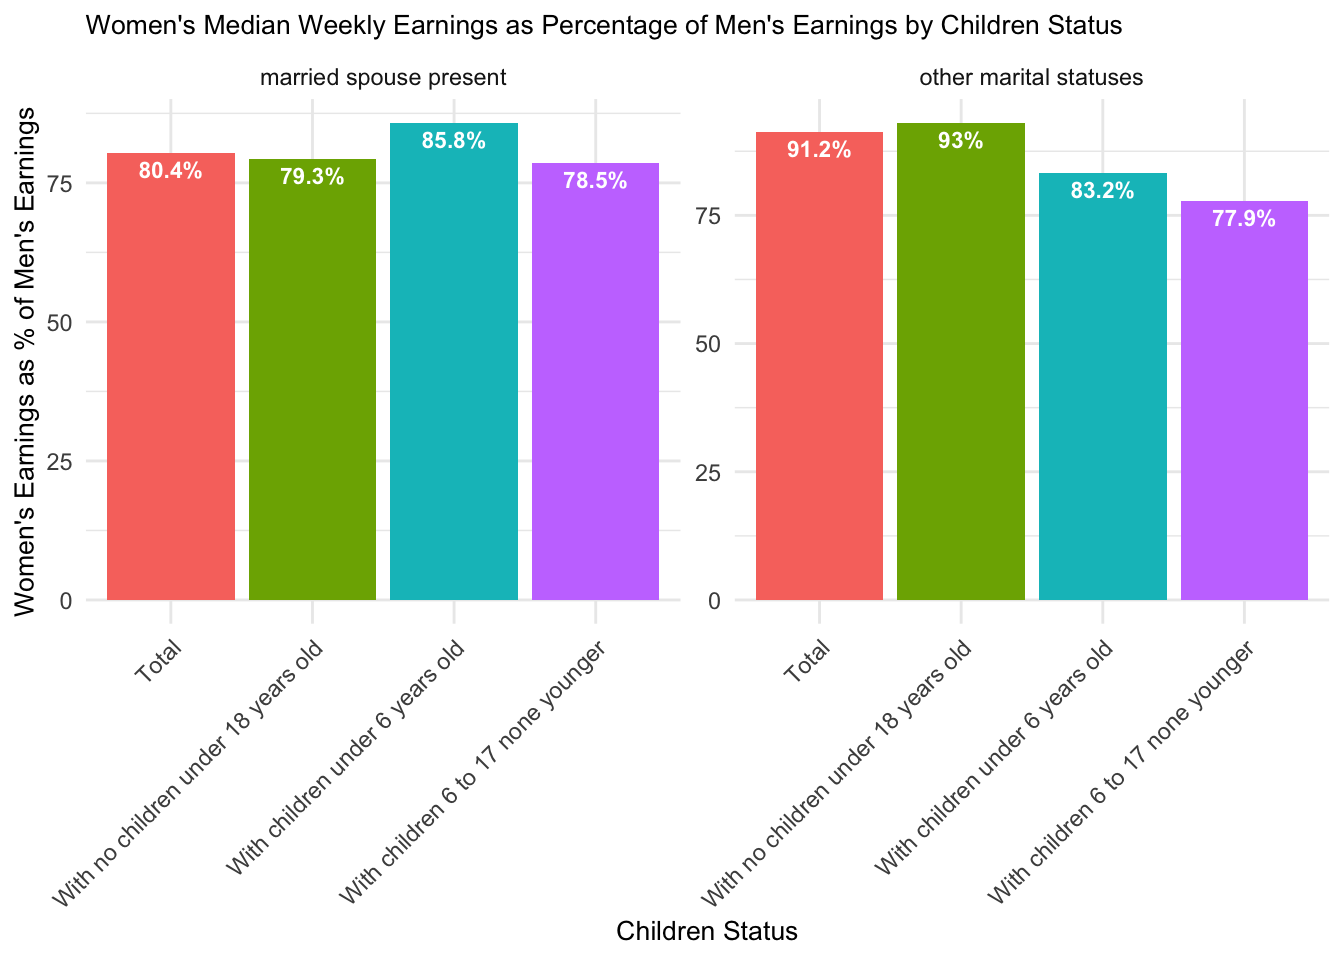 Women's Median Weekly Earnings as Percentage of Men's Earnings by Children Status
married spouse present
other marital statuses
Women's Earnings as % of Men's Earnings
75
50
25
0
80.4%
79.3%
85.8%
78.5%
75
50
25
0
91.2%
93%
83.2%
77.9%
Total
With no children under 18 years old
With children under 6 years old
With children 6 to 17 none younger
Total
With no children under 18 years old
With children under 6 years old
With children 6 to 17 none younger
Children Status